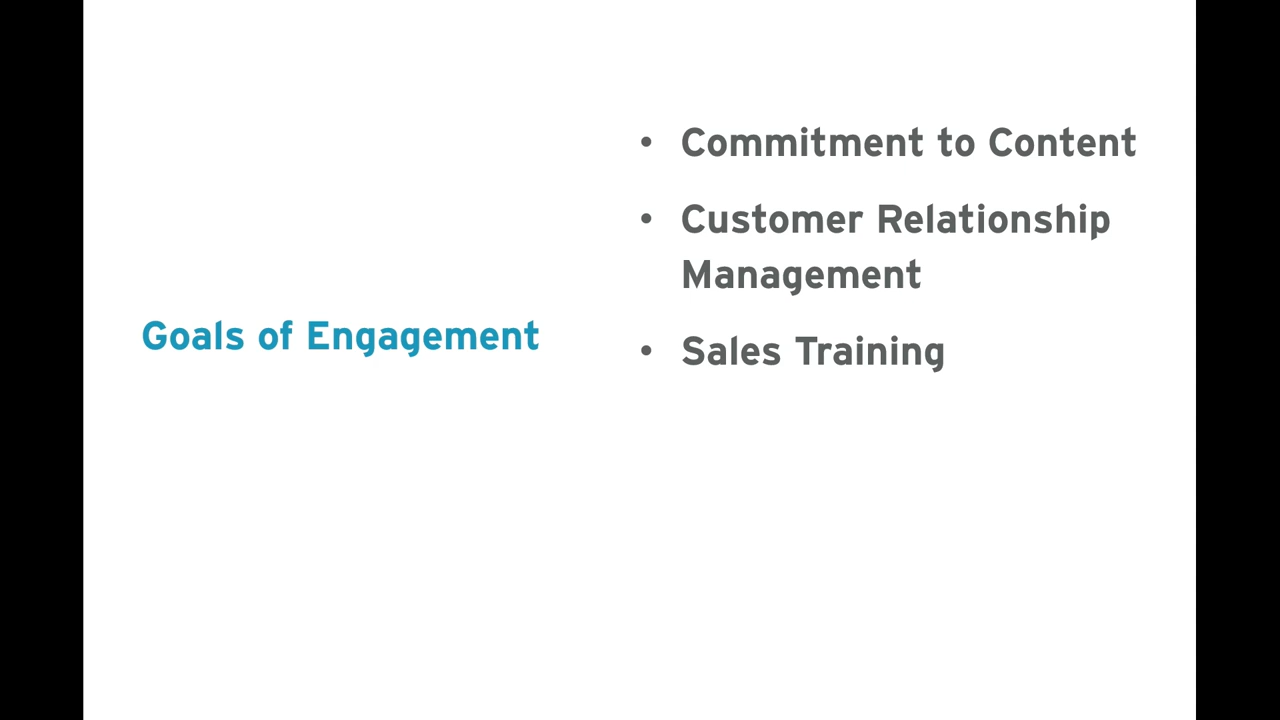 Goals of Engagement
• Commitment to Content
• Customer Relationship
Management
• Sales Training